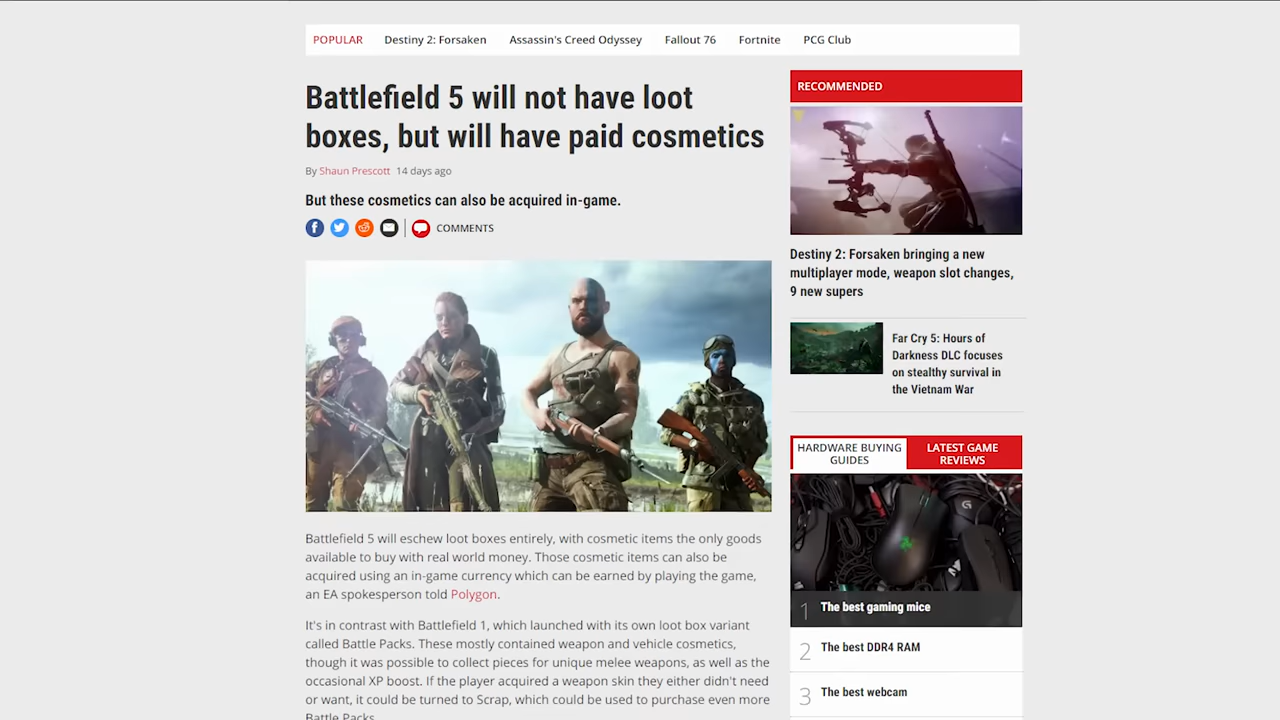 POPULAR Destiny 2: Forsaken Assassin's Creed Odyssey Fallout 76 Fortnite PCG Club
Battlefield 5 will not have loot
boxes, but will have paid cosmetics
By Shaun Prescott 14 days ago
But these cosmetics can also be acquired in-game.
COMMENTS
Battlefield 5 will eschew loot boxes entirely, with cosmetic items the only goods
available to buy with real world money. Those cosmetic items can also be
acquired using an in-game currency which can be earned by playing the game,
an EA spokesperson told Polygon.
It's in contrast with Battlefield 1, which launched with its own loot box variant
called Battle Packs. These mostly contained weapon and vehicle cosmetics,
though it was possible to collect pieces for unique melee weapons, as well as the
occasional XP boost. If the player acquired a weapon skin they either didn't need
or want, it could be turned to Scrap, which could be used to purchase even more
Battle Packs.
RECOMMENDED
Destiny 2: Forsaken bringing a new
multiplayer mode, weapon slot changes,
9 new supers
Far Cry 5: Hours of
Darkness DLC focuses
on stealthy survival in
the Vietnam War
HARDWARE BUYING
GUIDES
LATEST GAME
REVIEWS
1 The best gaming mice
2 The best DDR4 RAM
3 The best webcam